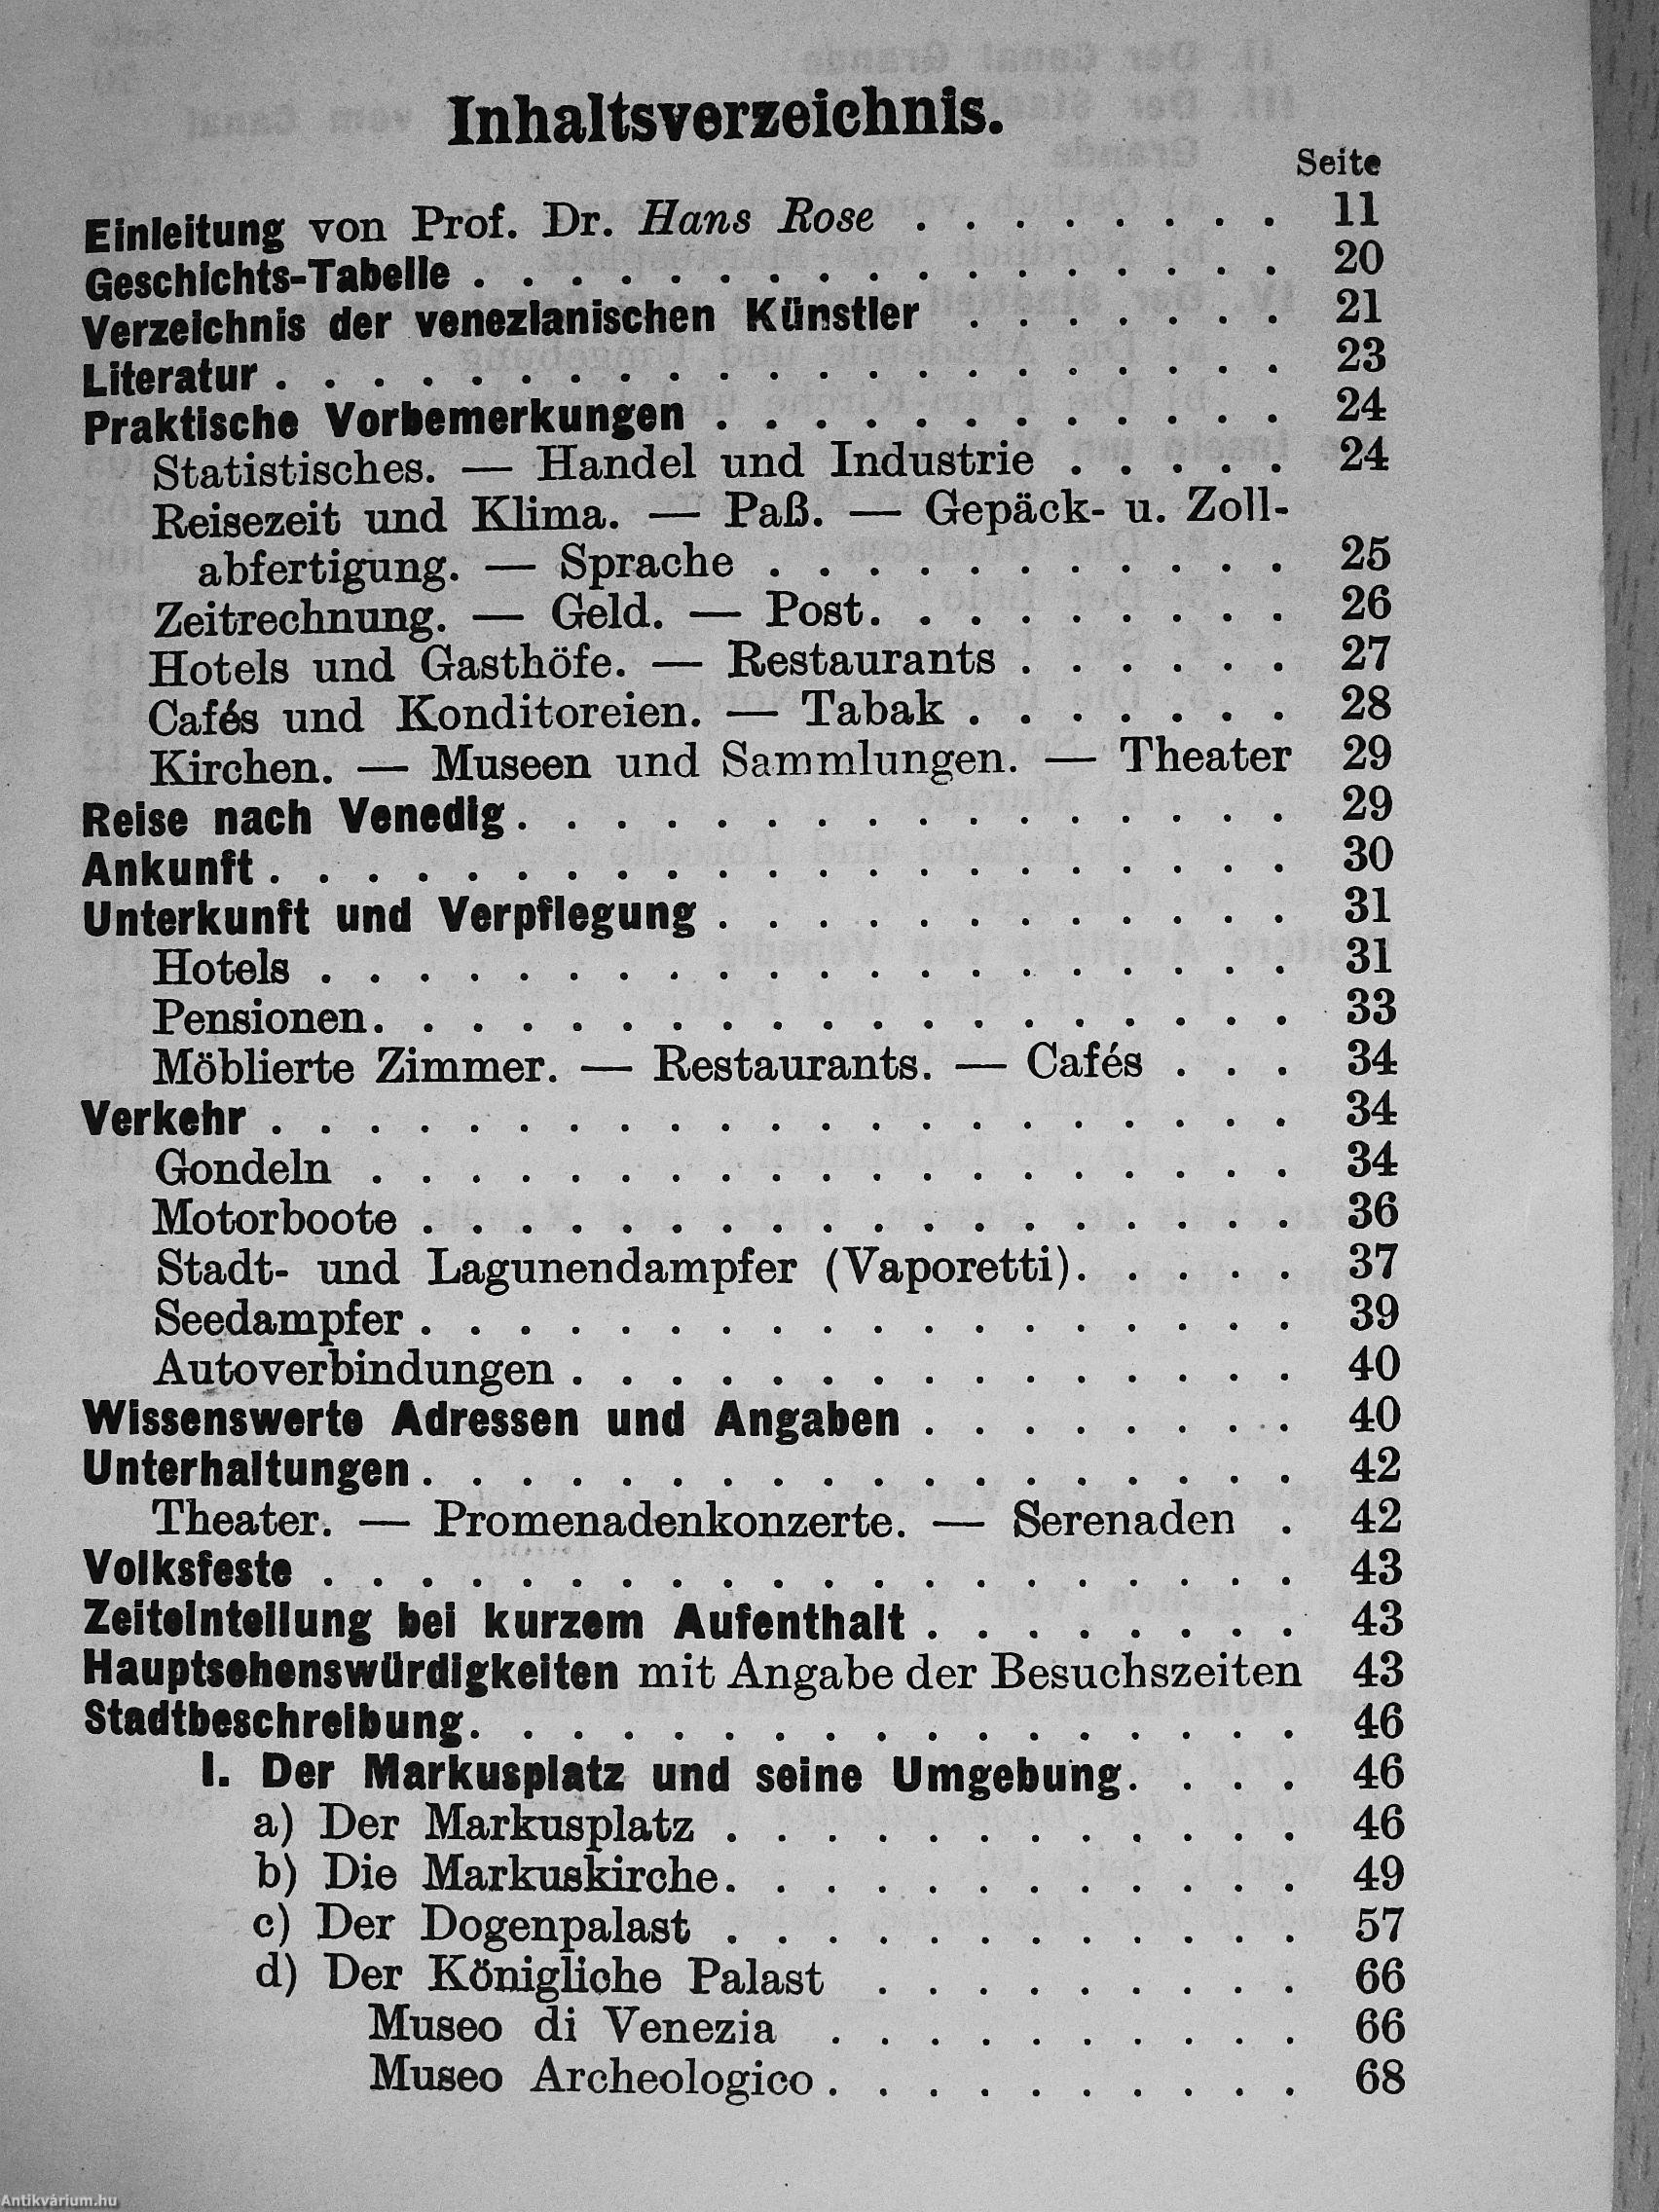 Inhaltsverzeichnis.
Seite
Einleitung von Prof. Dr. Hans Rose . . . . . . . . 11
Geschichts-Tabelle . . . . . . . . . . . . . . . . . 20
Verzeichnis der venezianischen Künstler . . . . . . . 21
Literatur . . . . . . . . . . . . . . . . . . . . . 23
Praktische Vorbemerkungen . . . . . . . . . . . . 24
Statistisches. — Handel und Industrie . . . . . 24
Reisezeit und Klima. — Paß. — Gepäck- u. Zoll-
abfertigung. — Sprache . . . . . . . . . . . 25
Zeitrechnung. — Geld. — Post. . . . . . . . . 26
Hotels und Gasthöfe. — Restaurants . . . . . . 27
Cafés und Konditoreien. — Tabak . . . . . . . 28
Kirchen. — Museen und Sammlungen. — Theater 29
Reise nach Venedig . . . . . . . . . . . . . . . . 29
Ankunft . . . . . . . . . . . . . . . . . . . . . 30
Unterkunft und Verpflegung . . . . . . . . . . . . 31
Hotels . . . . . . . . . . . . . . . . . . . . 31
Pensionen. . . . . . . . . . . . . . . . . . . 33
Möblierte Zimmer. — Restaurants. — Cafés . . . 34
Verkehr . . . . . . . . . . . . . . . . . . . . . 34
Gondeln . . . . . . . . . . . . . . . . . . . 34
Motorboote . . . . . . . . . . . . . . . . . . 36
Stadt- und Lagunendampfer (Vaporetti). . . . . 37
Seedampfer . . . . . . . . . . . . . . . . . . 39
Autoverbindungen . . . . . . . . . . . . . . . 40
Wissenswerte Adressen und Angaben . . . . . . . . 40
Unterhaltungen . . . . . . . . . . . . . . . . . . 42
Theater. — Promenadenkonzerte. — Serenaden . 42
Volksfeste . . . . . . . . . . . . . . . . . . . . 43
Zeiteinteilung bei kurzem Aufenthalt . . . . . . . . 43
Hauptsehenswürdigkeiten mit Angabe der Besuchszeiten 43
Stadtbeschreibung. . . . . . . . . . . . . . . . . 46
I. Der Markusplatz und seine Umgebung. . . . 46
a) Der Markusplatz . . . . . . . . . . . . 46
b) Die Markuskirche. . . . . . . . . . . . 49
c) Der Dogenpalast . . . . . . . . . . . . 57
d) Der Königliche Palast . . . . . . . . . 66
Museo di Venezia . . . . . . . . . . 66
Museo Archeologico . . . . . . . . . . 68
Antikvárium.hu